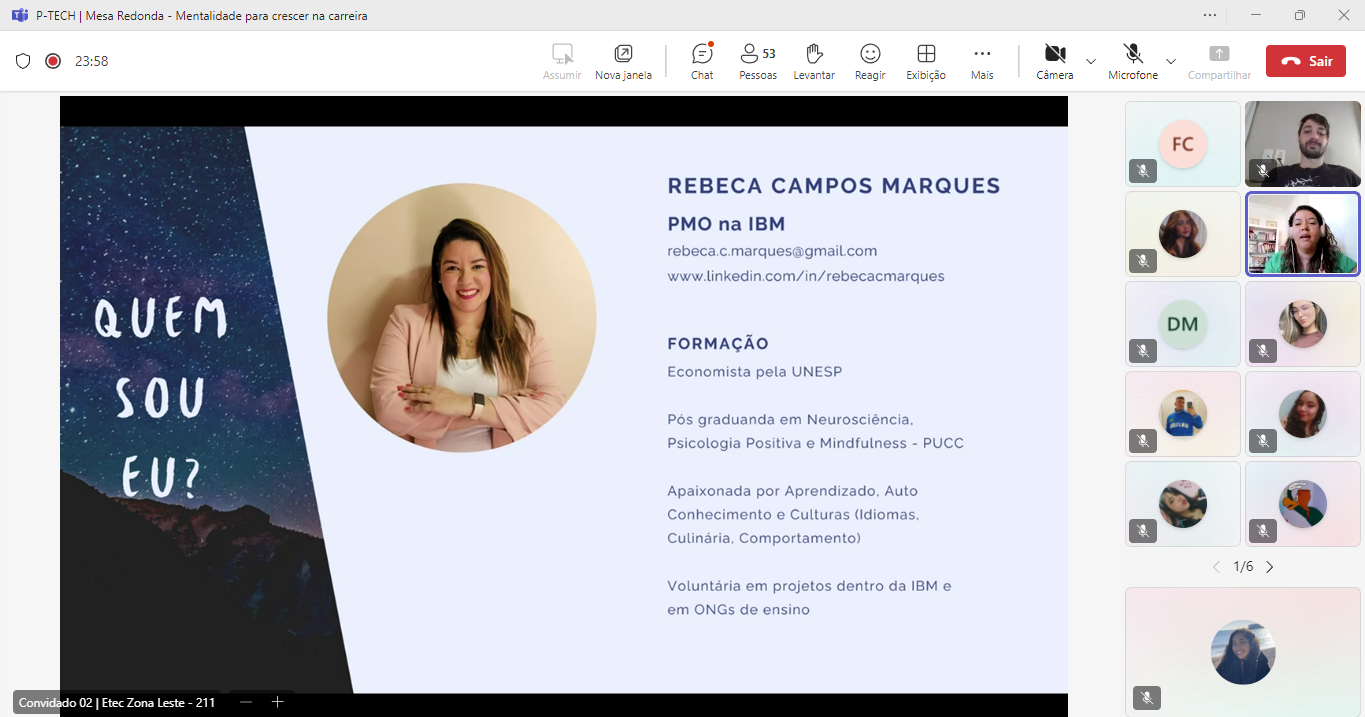 P-TECH | Mesa Redonda - Mentalidade para crescer na carreira
23:58
Assumir
Nova janela
Chat
53
Pessoas
Levantar
Reagir
Exibição
Mais
Câmera
Microfone
Compartilhar
Sair
QUEM
SOU
EU?
REBECA CAMPOS MARQUES
PMO na IBM
rebeca.c.marques@gmail.com
www.linkedin.com/in/rebecacmarques
FORMAÇÃO
Economista pela UNESP
Pós graduanda em Neurosciência,
Psicologia Positiva e Mindfulness - PUCC
Apaixonada por Aprendizado, Auto
Conhecimento e Culturas (Idiomas,
Culinária, Comportamento)
Voluntária em projetos dentro da IBM e
em ONGs de ensino
FC
DM
1/6
Convidado 02 | Etec Zona Leste - 211